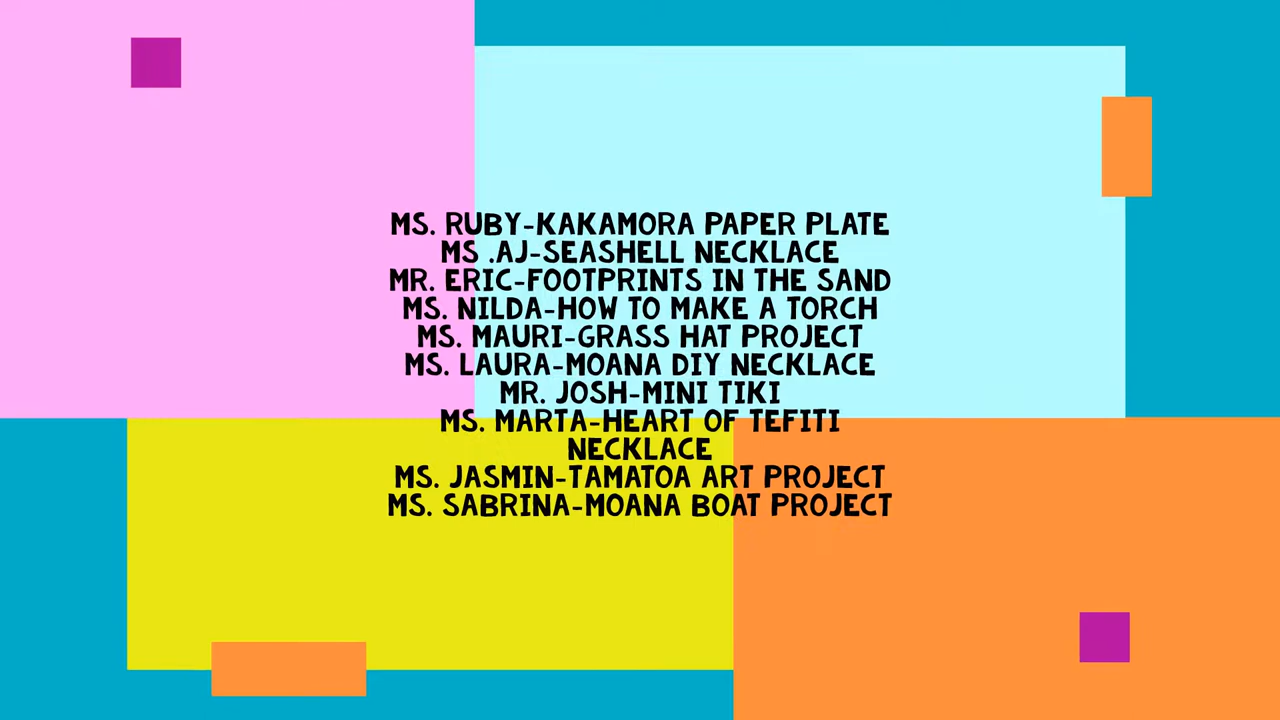 MS. RUBY-KAKAMORA PAPER PLATE
MS .AJ-SEASHELL NECKLACE
MR. ERIC-FOOTPRINTS IN THE SAND
MS. NILDA-HOW TO MAKE A TORCH
MS. MAURI-GRASS HAT PROJECT
MS. LAURA-MOANA DIY NECKLACE
MR. JOSH-MINI TIKI
MS. MARTA-HEART OF TEFITI
NECKLACE
MS. JASMIN-TAMATOA ART PROJECT
MS. SABRINA-MOANA BOAT PROJECT